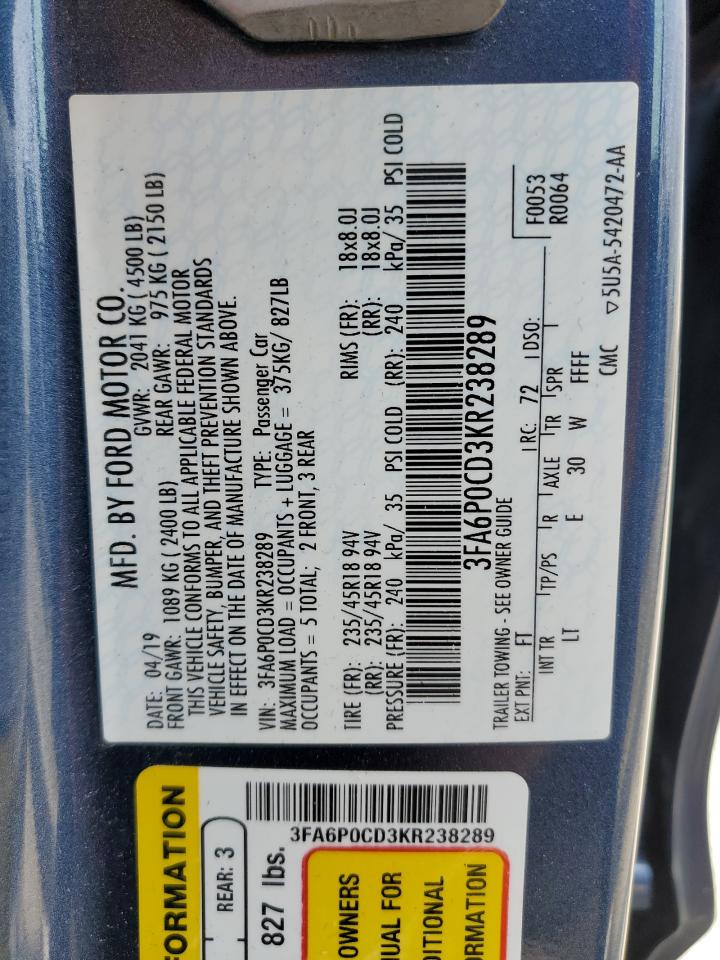 MFD. BY FORD MOTOR CO.
DATE: 04/19 GVWR: 2041 KG ( 4500 LB)
FRONT GAWR: 1089 KG ( 2400 LB) REAR GAWR: 975 KG ( 2150 LB)
THIS VEHICLE CONFORMS TO ALL APPLICABLE FEDERAL MOTOR
VEHICLE SAFETY, BUMPER, AND THEFT PREVENTION STANDARDS
IN EFFECT ON THE DATE OF MANUFACTURE SHOWN ABOVE.
VIN: 3FA6P0CD3KR238289 TYPE: Passenger Car
MAXIMUM LOAD = OCCUPANTS + LUGGAGE = 375KG/ 827LB
OCCUPANTS = 5 TOTAL; 2 FRONT, 3 REAR
TIRE (FR): 235/45R18 94V RIMS (FR): 18x8.0J
(RR): 235/45R18 94V (RR): 18x8.0J
PRESSURE (FR): 240 kPa/ 35 PSI COLD (RR): 240 kPa/ 35 PSI COLD
3FA6P0CD3KR238289
TRAILER TOWING - SEE OWNER GUIDE
F0053
R0064
EXT PNT: FT RC: 72 DSO:
INT TR TP/PS R AXLE TR SPR
LT E 30 W FFFF
CMC ▽5U5A-5420472-AA
FORMATION
REAR: 3
827 lbs.
3FA6P0CD3KR238289
OWNERS
UAL FOR
DITIONAL
ORMATION